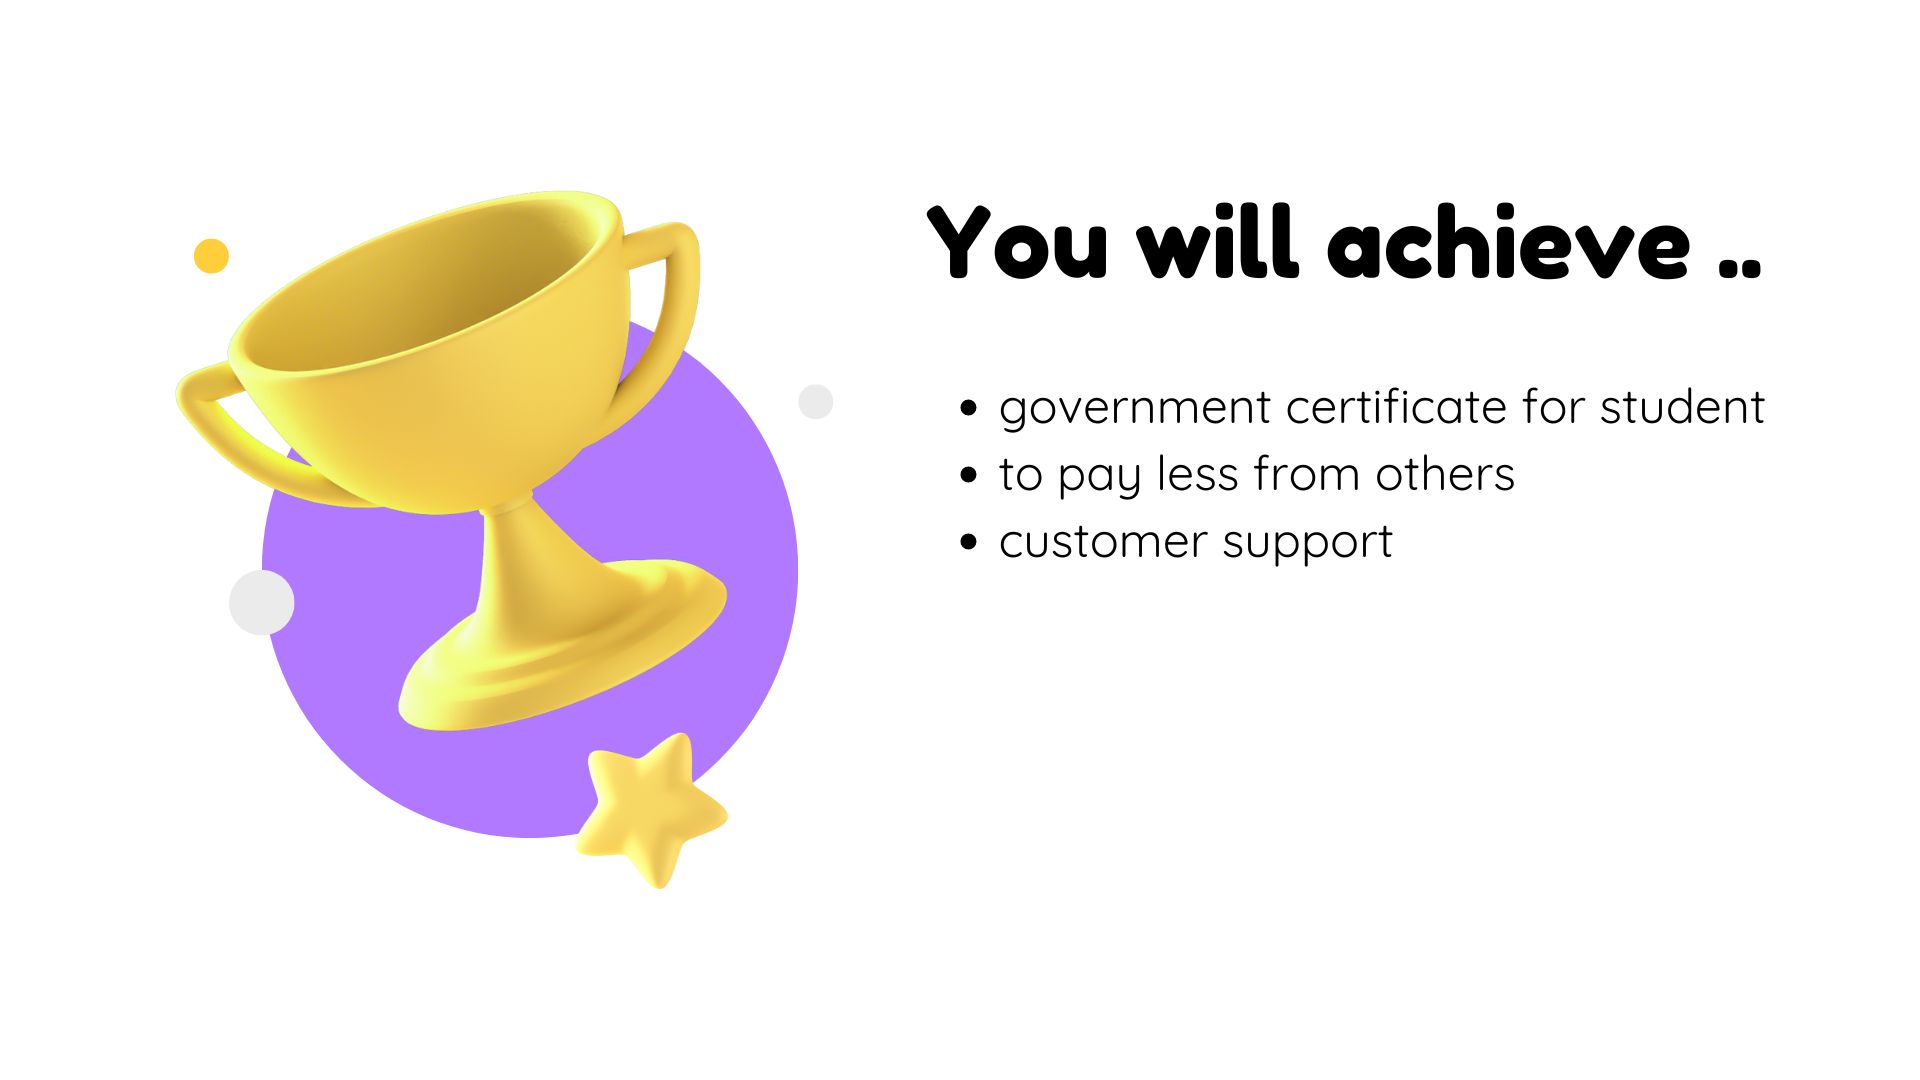 You will achieve ..
• government certificate for student
• to pay less from others
• customer support